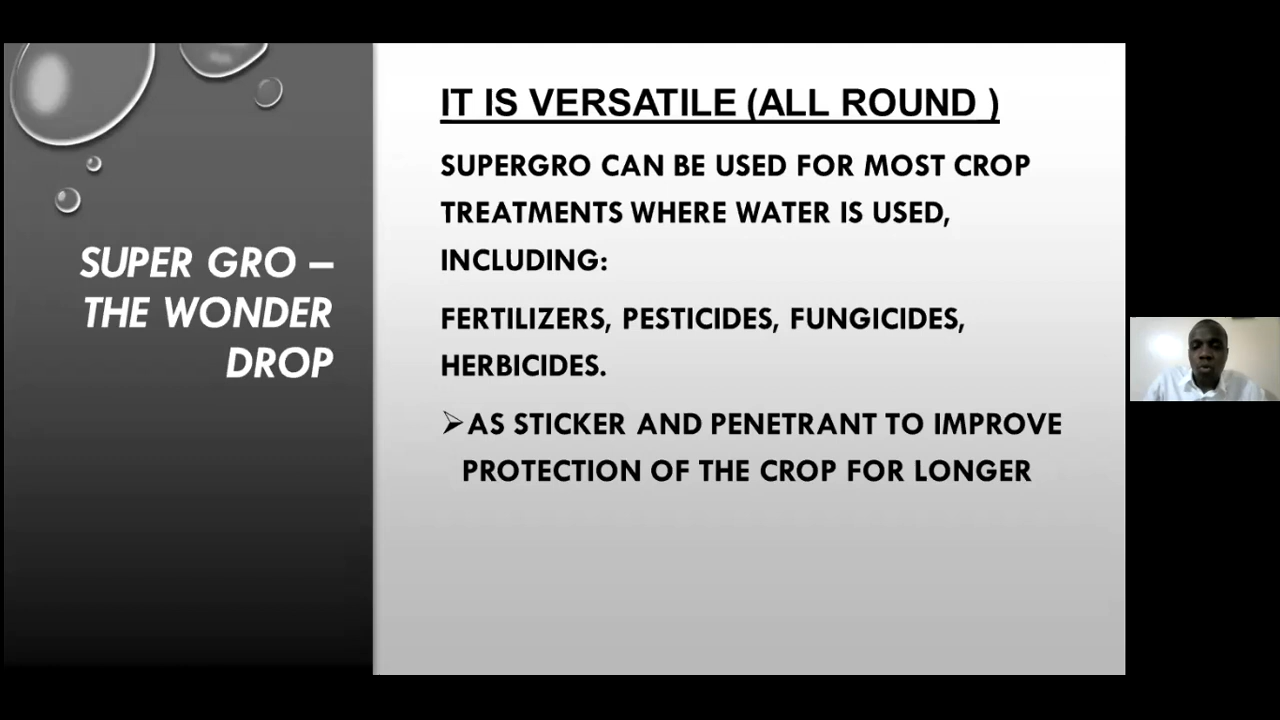 SUPER GRO –
THE WONDER
DROP
IT IS VERSATILE (ALL ROUND )
SUPERGRO CAN BE USED FOR MOST CROP
TREATMENTS WHERE WATER IS USED,
INCLUDING:
FERTILIZERS, PESTICIDES, FUNGICIDES,
HERBICIDES.
➢AS STICKER AND PENETRANT TO IMPROVE
PROTECTION OF THE CROP FOR LONGER